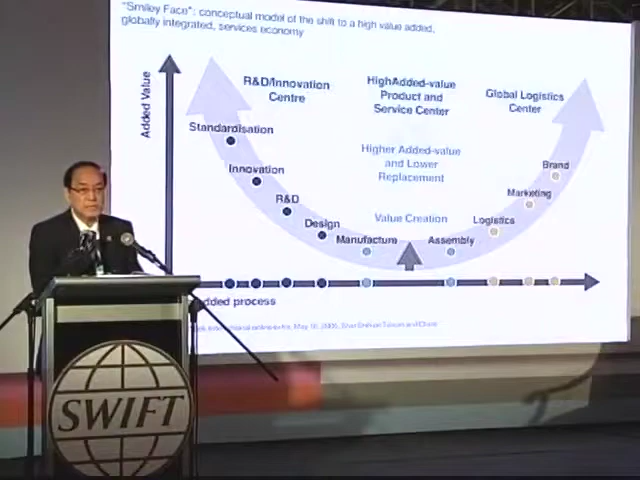 "Smiley Face": conceptual model of the shift to a high value added,
globally integrated, services economy
Added Value
R&D/Innovation
Centre
HighAdded-value
Product and
Service Center
Global Logistics
Center
Standardisation
Higher Added-value
and Lower
Replacement
Innovation
Brand
R&D
Marketing
Design
Value Creation
Logistics
Manufacture
Assembly
dded process
SWIFT